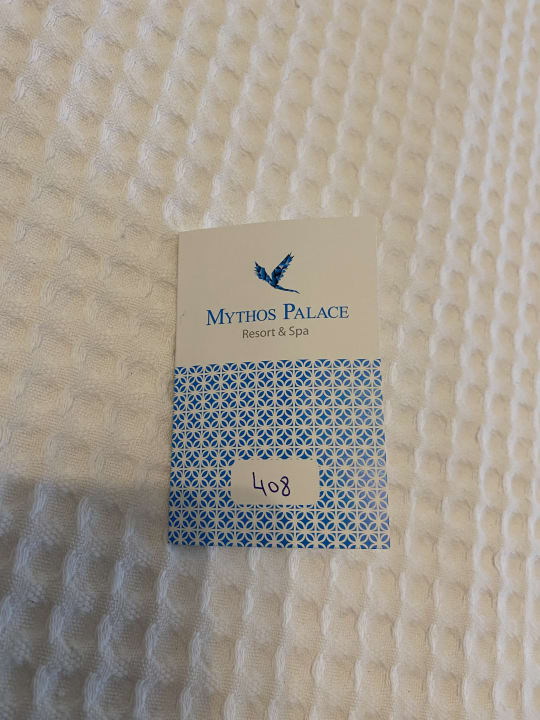 MYTHOS PALACE
Resort & Spa
408